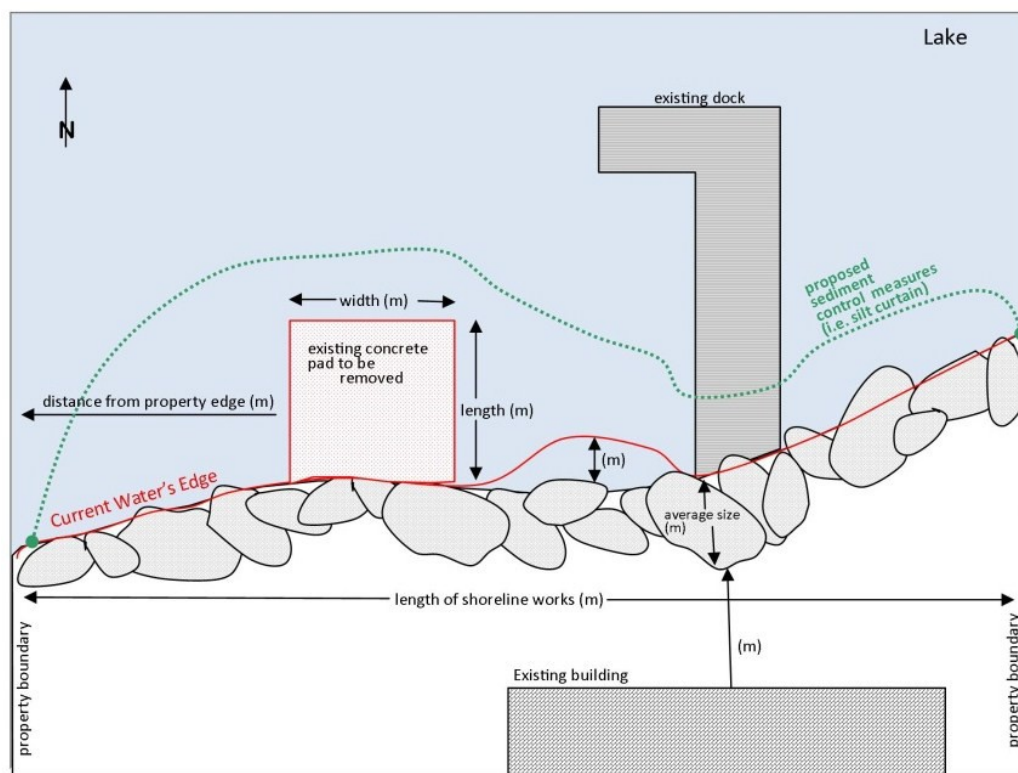 Lake
existing dock
N
proposed
sediment
control measures
(i.e. silt curtain)
width (m)
existing concrete
pad to be
removed
distance from property edge (m)
length (m)
(m)
Current Water's Edge
average size
(m)
length of shoreline works (m)
(m)
property boundary
property boundary
Existing building